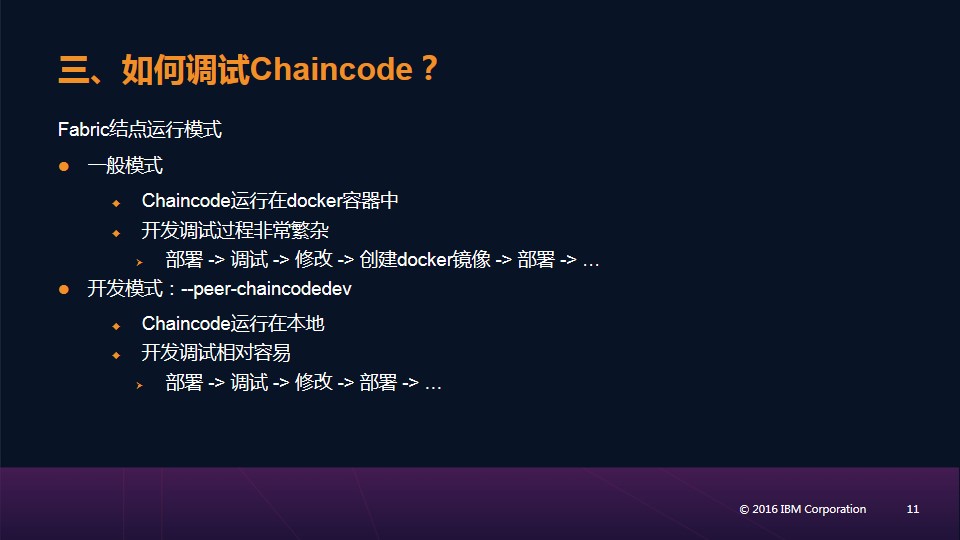 三、如何调试Chaincode？
Fabric结点运行模式
一般模式
Chaincode运行在docker容器中
开发调试过程非常繁杂
部署 -> 调试 -> 修改 -> 创建docker镜像 -> 部署 -> …
开发模式：--peer-chaincodedev
Chaincode运行在本地
开发调试相对容易
部署 -> 调试 -> 修改 -> 部署 -> …
© 2016 IBM Corporation 11